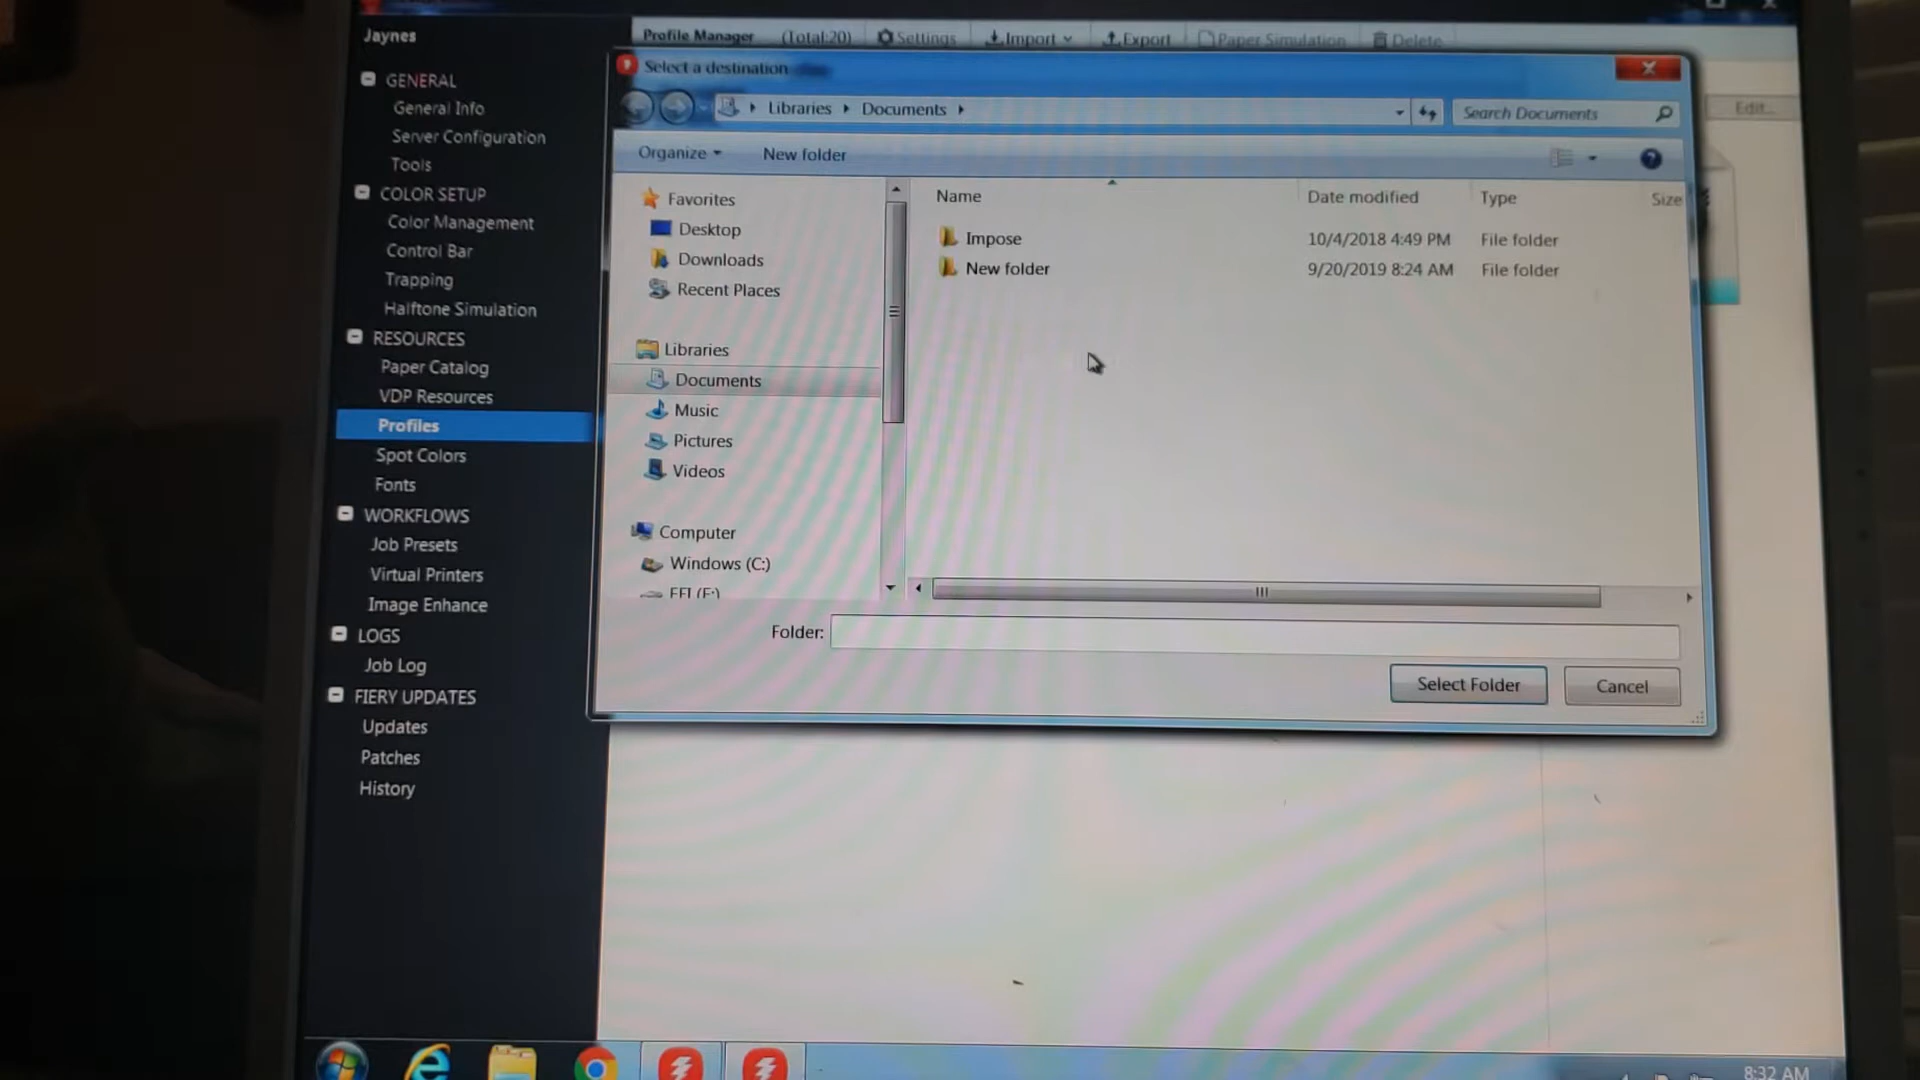 Jaynes
GENERAL
General Info
Server Configuration
Tools
COLOR SETUP
Color Management
Control Bar
Trapping
Halftone Simulation
RESOURCES
Paper Catalog
VDP Resources
Profiles
Spot Colors
Fonts
WORKFLOWS
Job Presets
Virtual Printers
Image Enhance
LOGS
Job Log
FIERY UPDATES
Updates
Patches
History
Profile Manager (Total:20) Settings Import Export Paper Simulation Delete
Edit...
Select a destination
Libraries Documents
Search Documents
Organize New folder
Favorites
Desktop
Downloads
Recent Places
Libraries
Documents
Music
Pictures
Videos
Computer
Windows (C:)
Name Date modified Type Size
Impose 10/4/2018 4:49 PM File folder
New folder 9/20/2019 8:24 AM File folder
Folder:
Select Folder Cancel
8:32 AM